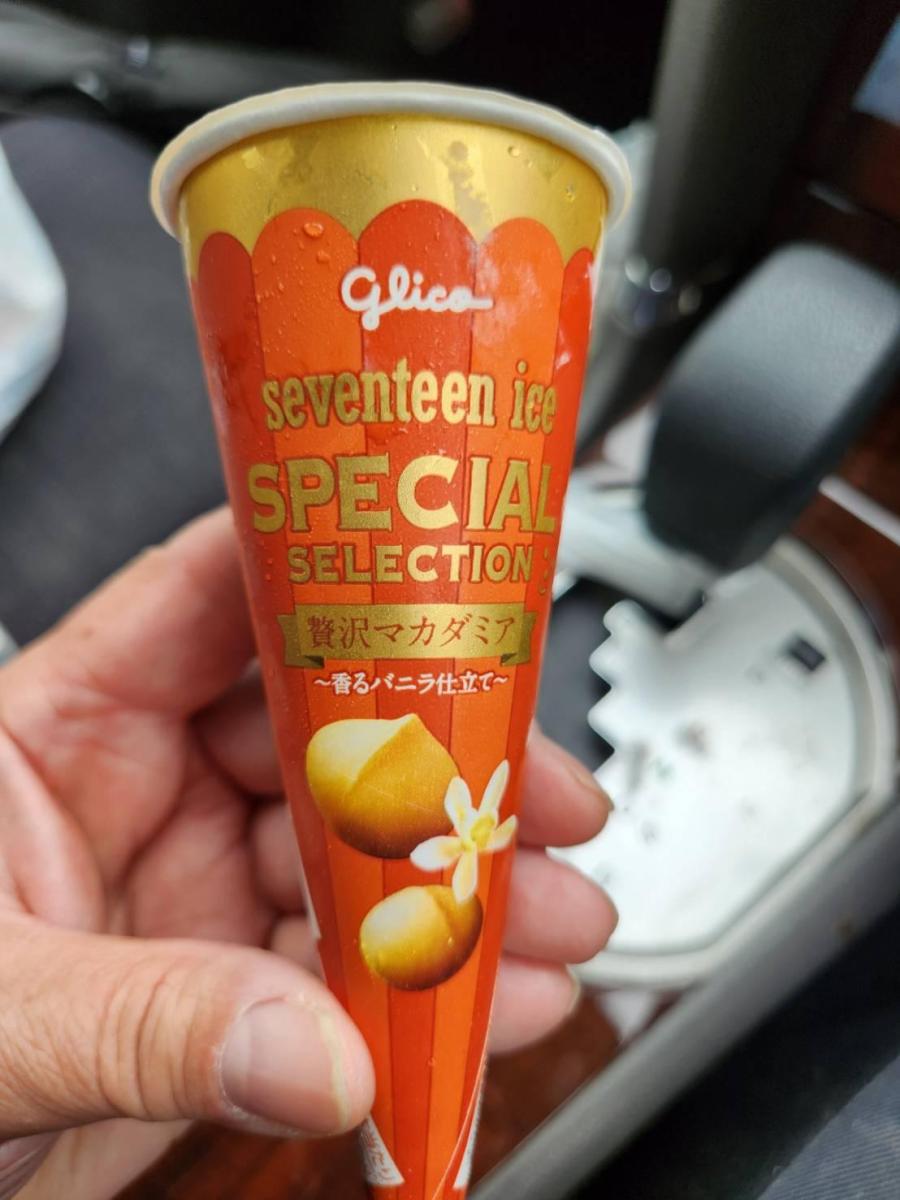 Glico
seventeen ice
SPECIAL
SELECTION
贅沢マカダミア
～香るバニラ仕立て～